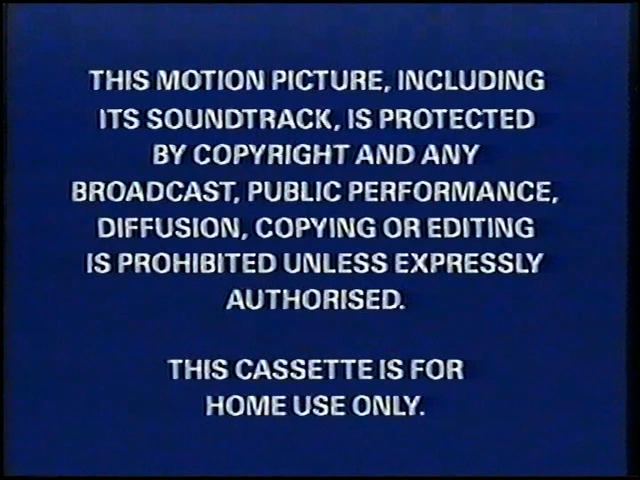 THIS MOTION PICTURE, INCLUDING
ITS SOUNDTRACK, IS PROTECTED
BY COPYRIGHT AND ANY
BROADCAST, PUBLIC PERFORMANCE,
DIFFUSION, COPYING OR EDITING
IS PROHIBITED UNLESS EXPRESSLY
AUTHORISED.
THIS CASSETTE IS FOR
HOME USE ONLY.